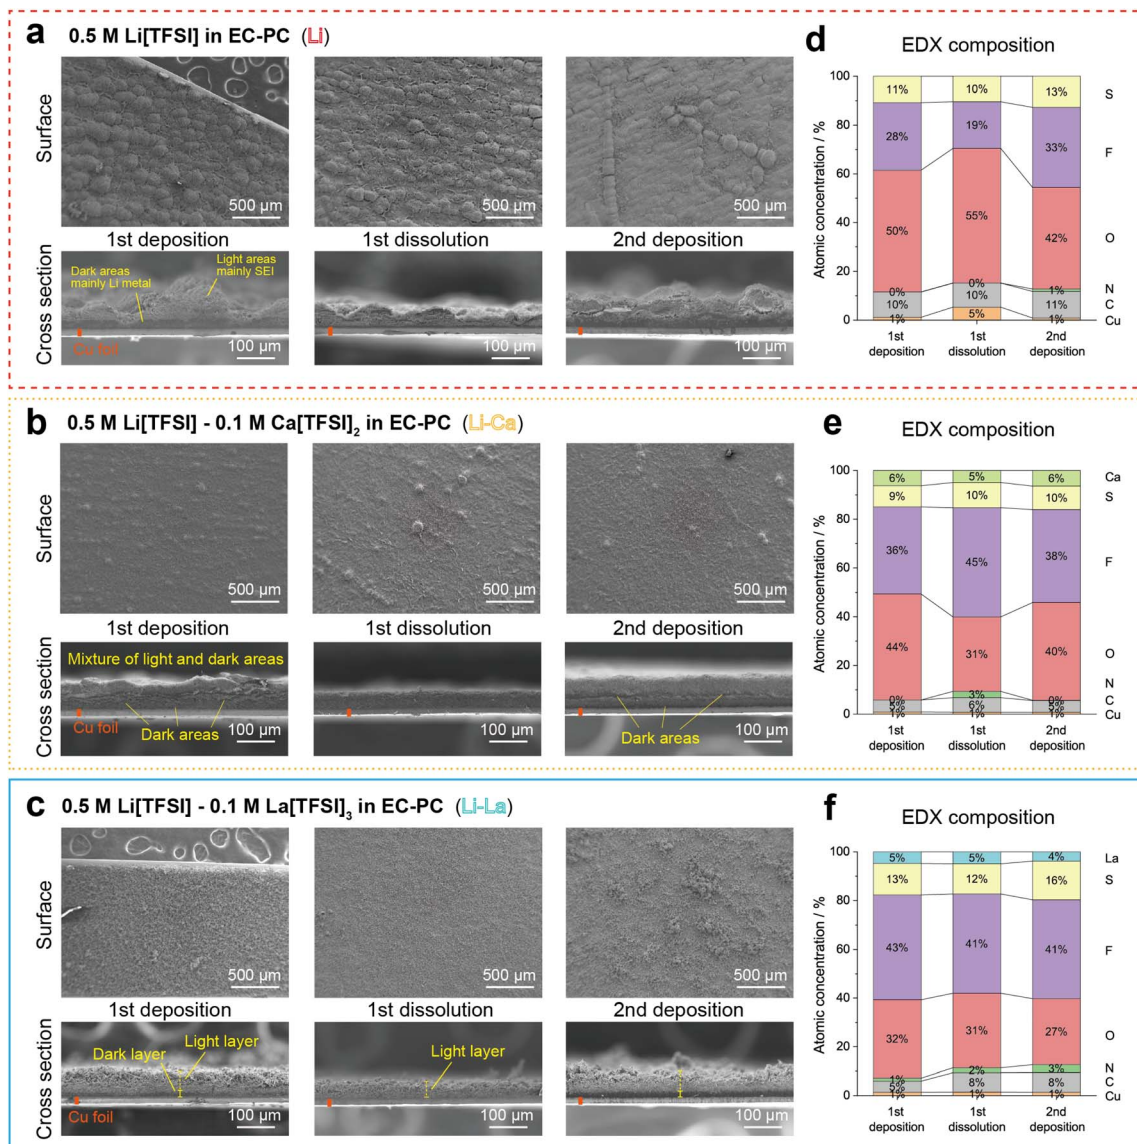 a 0.5 M Li[TFSI] in EC-PC (Li)
Surface
500 µm
500 µm
500 µm
1st deposition
1st dissolution
2nd deposition
Cross section
Dark areas
mainly Li metal
Light areas
mainly SEI
Cu foil
100 µm
100 µm
100 µm
d
EDX composition
Atomic concentration / %
100
80
60
40
20
0
11%
10%
13%
S
28%
19%
33%
F
50%
55%
42%
O
0%
0%
1%
N
10%
10%
11%
C
1%
5%
1%
Cu
1st
deposition
1st
dissolution
2nd
deposition
b 0.5 M Li[TFSI] - 0.1 M Ca[TFSI]2 in EC-PC (Li-Ca)
Surface
500 µm
500 µm
500 µm
1st deposition
1st dissolution
2nd deposition
Cross section
Mixture of light and dark areas
Cu foil
Dark areas
100 µm
100 µm
Dark areas
100 µm
e
EDX composition
Atomic concentration / %
100
80
60
40
20
0
6%
5%
6%
Ca
9%
10%
10%
S
36%
45%
38%
F
44%
31%
40%
O
0%
3%
0%
N
5%
6%
5%
C
1%
1%
1%
Cu
1st
deposition
1st
dissolution
2nd
deposition
c 0.5 M Li[TFSI] - 0.1 M La[TFSI]3 in EC-PC (Li-La)
Surface
500 µm
500 µm
500 µm
1st deposition
1st dissolution
2nd deposition
Cross section
Dark layer
Light layer
Cu foil
100 µm
Light layer
100 µm
100 µm
f
EDX composition
Atomic concentration / %
100
80
60
40
20
0
5%
5%
4%
La
13%
12%
16%
S
43%
41%
41%
F
32%
31%
27%
O
1%
2%
3%
N
5%
8%
8%
C
1%
1%
1%
Cu
1st
deposition
1st
dissolution
2nd
deposition